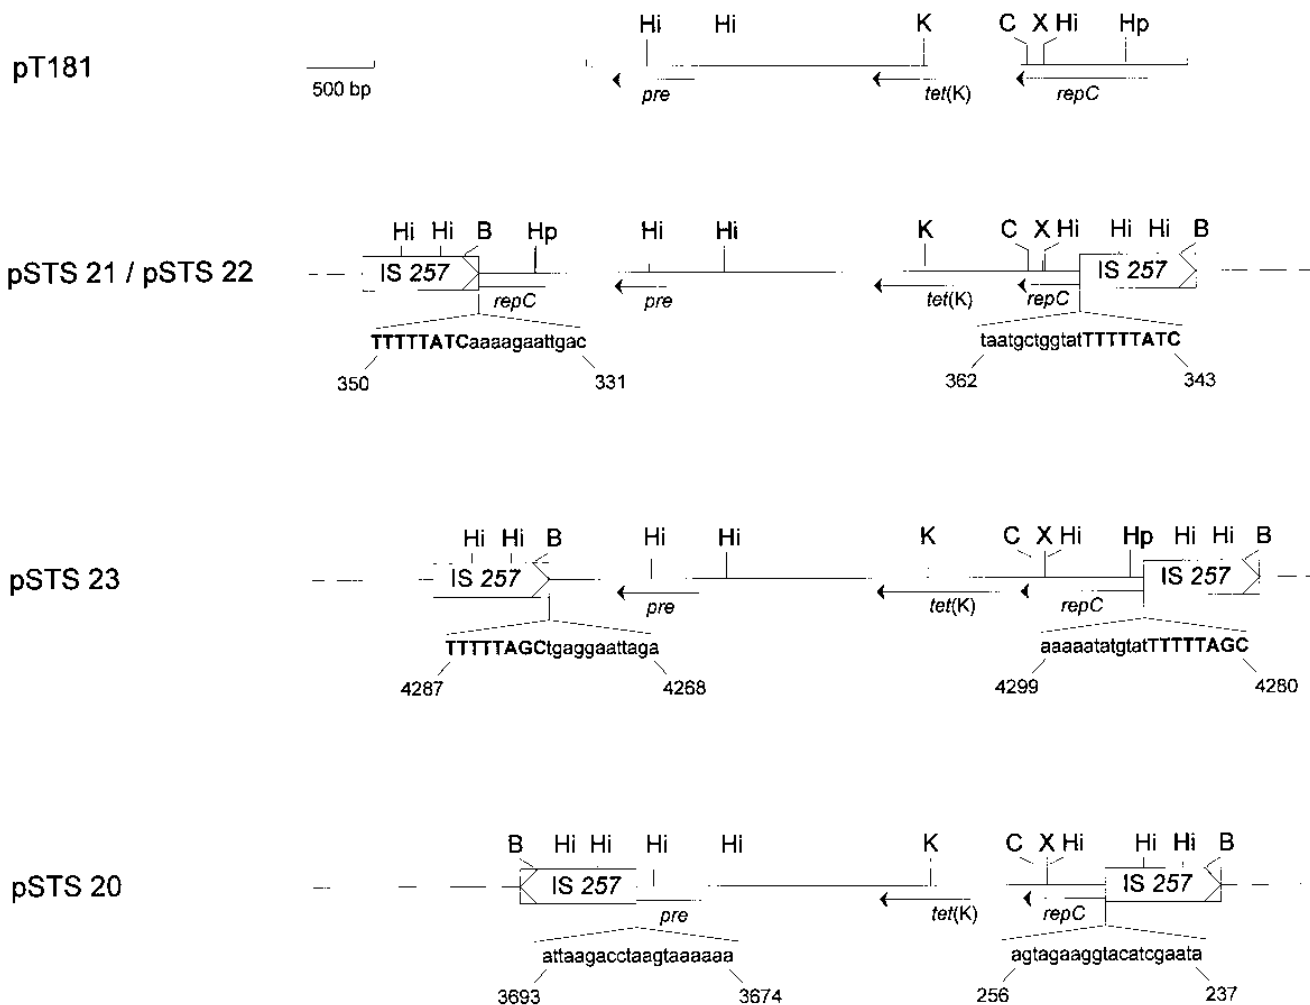 Hi Hi K C X Hi Hp
pT181
500 bp
pre tet(K) repC
Hi Hi B Hp Hi Hi K C X Hi Hi Hi B
pSTS 21 / pSTS 22
IS 257 IS 257
repC pre tet(K) repC
TTTTTATCaaaagaattgac taatgctggtatTTTTTATC
350 331 362 343
Hi Hi B Hi Hi K C X Hi Hp Hi Hi B
pSTS 23
IS 257 IS 257
pre tet(K) repC
TTTTTAGCtgaggaattaga aaaaatatgtatTTTTTAGC
4287 4268 4299 4280
B Hi Hi Hi Hi K C X Hi Hi Hi B
pSTS 20
IS 257 IS 257
pre tet(K) repC
attaagacctaagtaaaaaa agtagaaggtacatcgaata
3693 3674 256 237